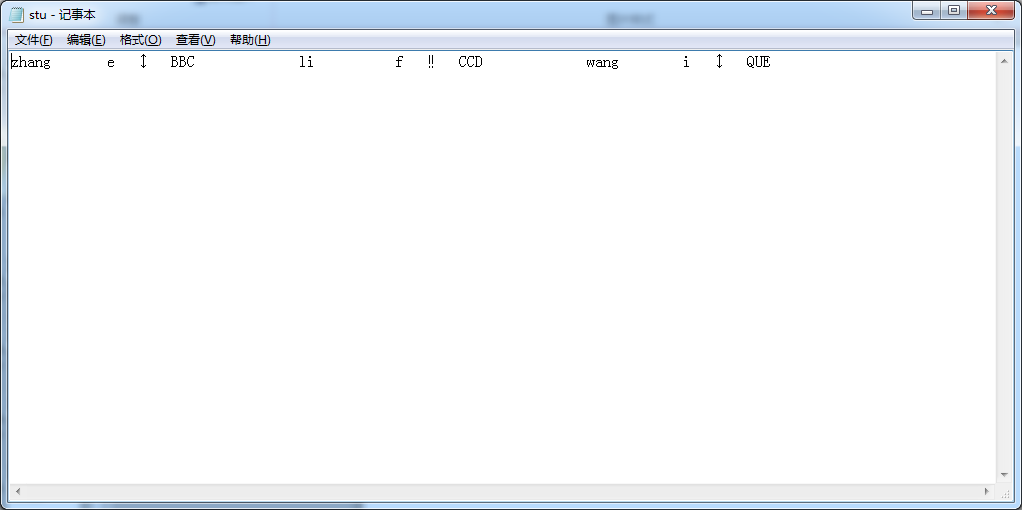 stu - 记事本
文件(F) 编辑(E) 格式(O) 查看(V) 帮助(H)
zhang e ↕ BBC li f ‼ CCD wang i ↕ QUE